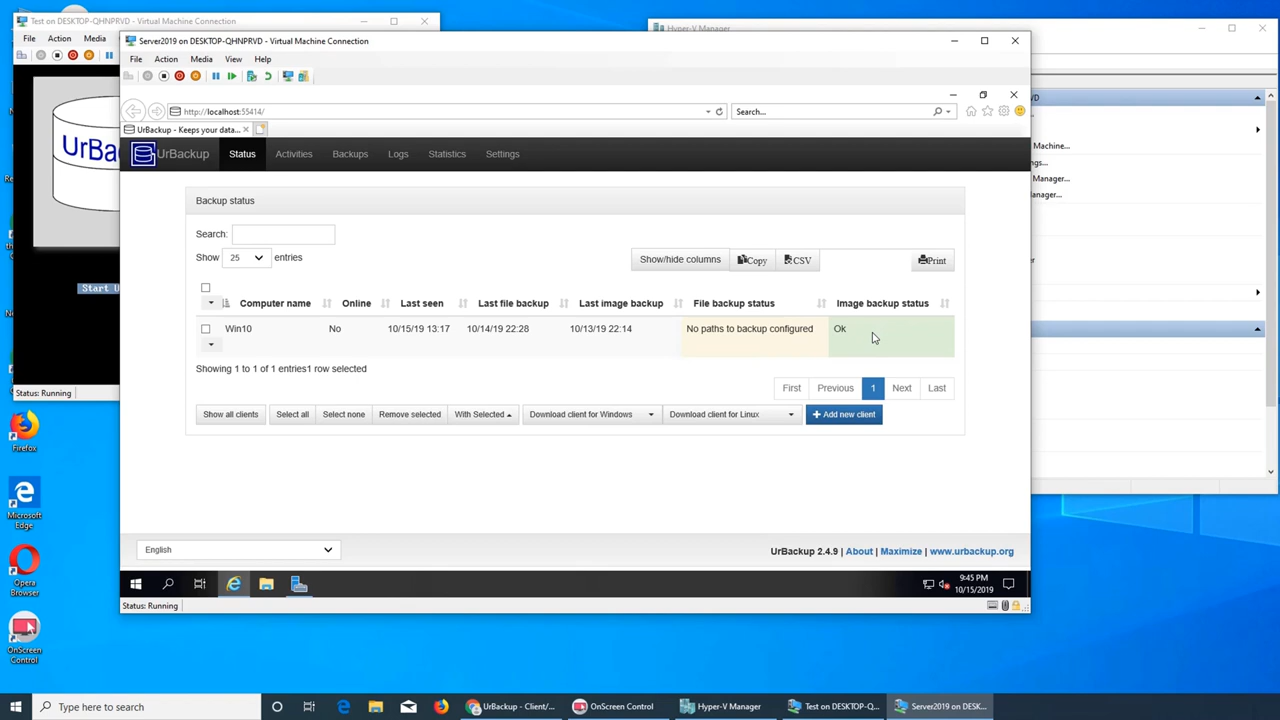 Test on DESKTOP-QHNPRVD - Virtual Machine Connection
File Action Media
Hyper-V Manager
Server2019 on DESKTOP-QHNPRVD - Virtual Machine Connection
File Action Media View Help
http://localhost:55414/
Search...
UrBackup - Keeps your data...
UrBackup Status Activities Backups Logs Statistics Settings
Backup status
Search:
Show 25 entries
Show/hide columns Copy CSV Print
Computer name Online Last seen Last file backup Last image backup File backup status Image backup status
Win10 No 10/15/19 13:17 10/14/19 22:28 10/13/19 22:14 No paths to backup configured Ok
Showing 1 to 1 of 1 entries1 row selected
First Previous 1 Next Last
Show all clients Select all Select none Remove selected With Selected Download client for Windows Download client for Linux + Add new client
English
UrBackup 2.4.9 | About | Maximize | www.urbackup.org
9:45 PM
10/15/2019
Status: Running
UrBa
Start U
Status: Running
VD
Machine...
ngs...
Manager...
anager...
Firefox
Microsoft
Edge
Opera
Browser
OnScreen
Control
Type here to search
UrBackup - Client/...
OnScreen Control
Hyper-V Manager
Test on DESKTOP-Q...
Server2019 on DESK...